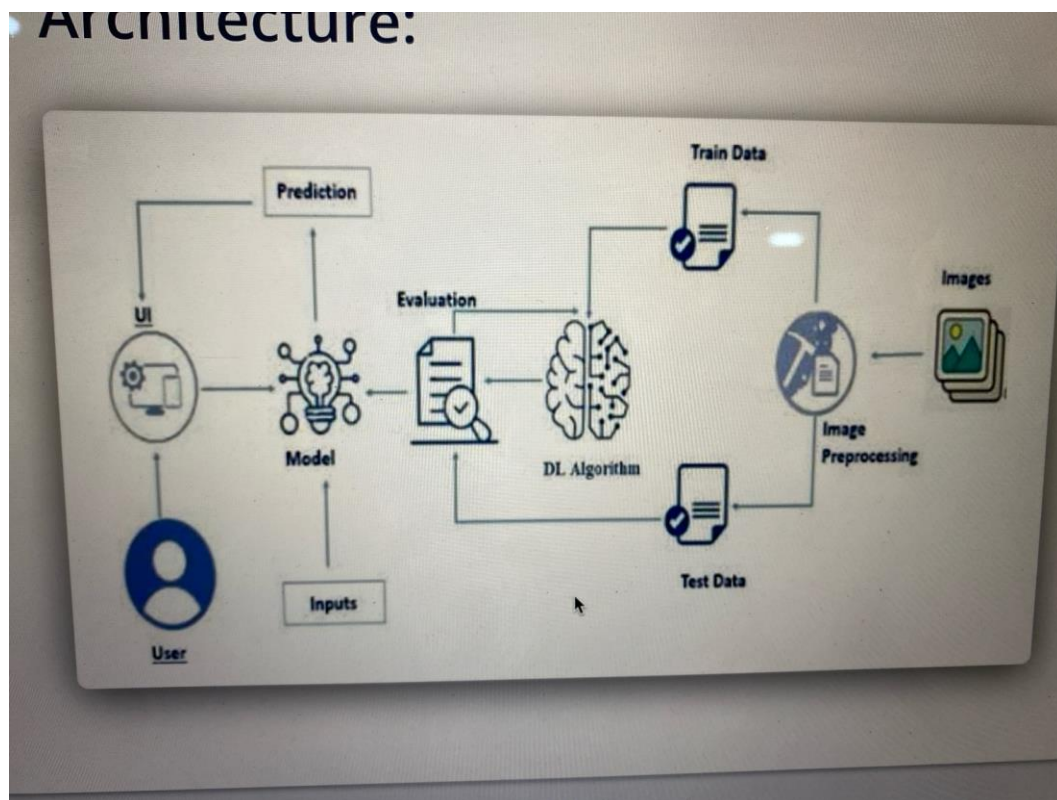 Architecture:
Train Data
Prediction
Images
Evaluation
UI
Image
Preprocessing
Model
DL Algorithm
Test Data
Inputs
User